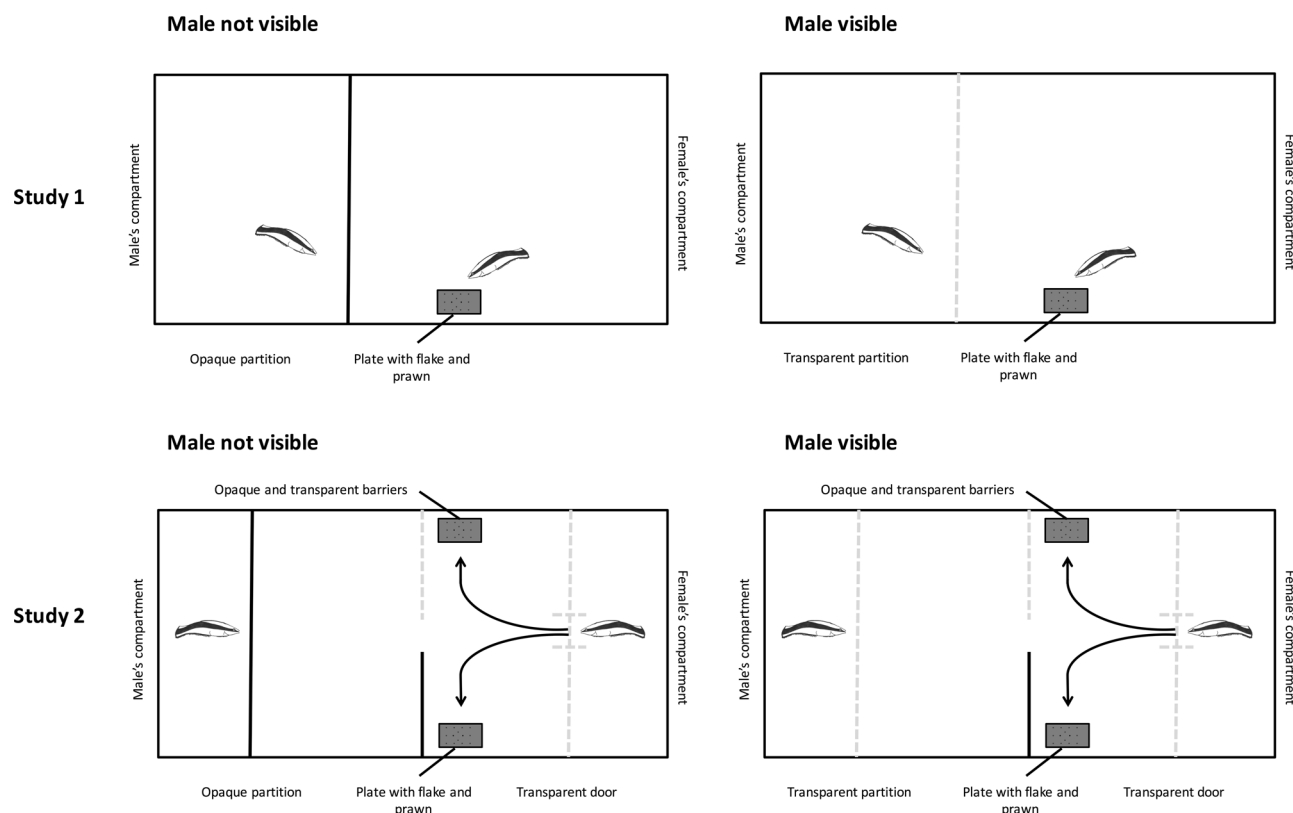 Male not visible
Male visible
Study 1
Male's compartment
Female's compartment
Male's compartment
Female's compartment
Opaque partition
Plate with flake and
prawn
Transparent partition
Plate with flake and
prawn
Male not visible
Male visible
Opaque and transparent barriers
Opaque and transparent barriers
Study 2
Male's compartment
Female's compartment
Male's compartment
Female's compartment
Opaque partition
Plate with flake and
prawn
Transparent door
Transparent partition
Plate with flake and
prawn
Transparent door